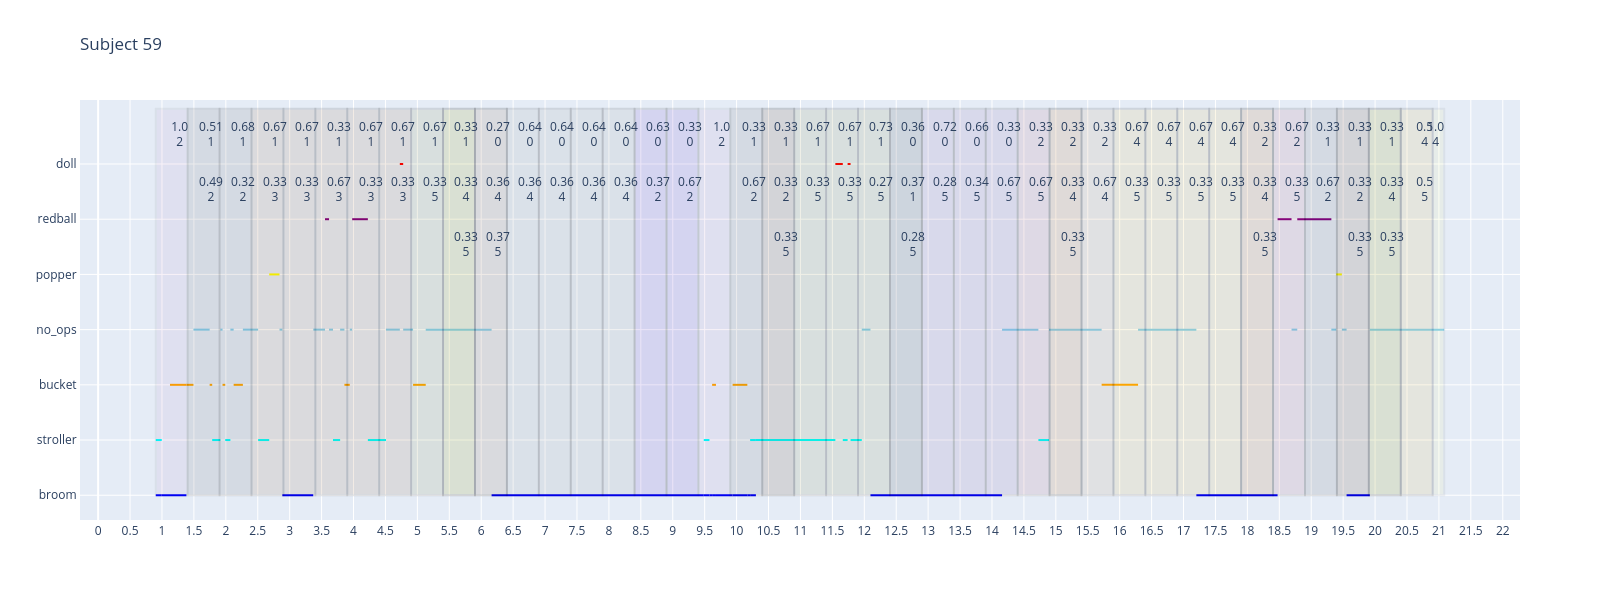 Subject 59
1.0 0.51 0.68 0.67 0.67 0.33 0.67 0.67 0.67 0.33 0.27 0.64 0.64 0.64 0.64 0.63 0.33 1.0 0.33 0.33 0.67 0.67 0.73 0.36 0.72 0.66 0.33 0.33 0.33 0.33 0.67 0.67 0.67 0.67 0.33 0.67 0.33 0.33 0.33 0.5 1.0
2 1 1 1 1 1 1 1 1 1 0 0 0 0 0 0 0 2 1 1 1 1 1 0 0 0 0 2 2 2 4 4 4 4 2 2 1 1 1 4 4
doll
0.49 0.32 0.33 0.33 0.67 0.33 0.33 0.33 0.33 0.36 0.36 0.36 0.36 0.36 0.37 0.67 0.67 0.33 0.33 0.33 0.27 0.37 0.28 0.34 0.67 0.67 0.33 0.67 0.33 0.33 0.33 0.33 0.33 0.33 0.67 0.33 0.33 0.5
2 2 3 3 3 3 3 5 4 4 4 4 4 4 2 2 2 2 5 5 5 1 5 5 5 5 4 4 5 5 5 5 4 5 2 2 4 5
redball
0.33 0.37 0.33 0.28 0.33 0.33 0.33 0.33
5 5 5 5 5 5 5 5
popper
no_ops
bucket
stroller
broom
0 0.5 1 1.5 2 2.5 3 3.5 4 4.5 5 5.5 6 6.5 7 7.5 8 8.5 9 9.5 10 10.5 11 11.5 12 12.5 13 13.5 14 14.5 15 15.5 16 16.5 17 17.5 18 18.5 19 19.5 20 20.5 21 21.5 22